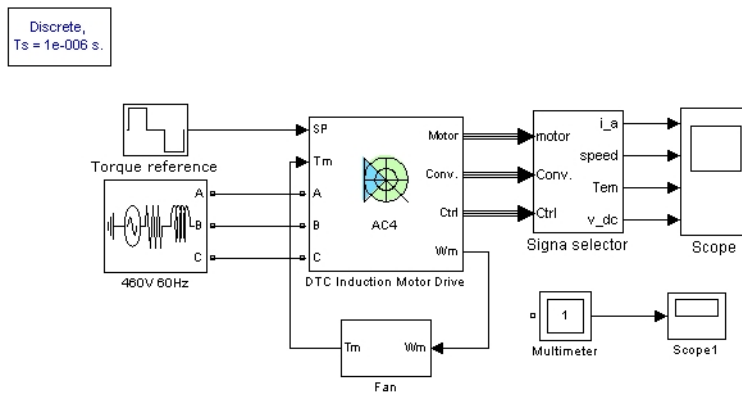 Discrete,
Ts = 1e-006 s.
Torque reference
A
B
C
460V 60Hz
SP
Tm
A
B
C
Motor
Conv.
Ctrl
Wm
AC4
DTC Induction Motor Drive
motor
Conv.
Ctrl
i_a
speed
Tem
v_dc
Signa selector
Scope
Tm
Wm
Fan
1
Multimeter
Scope1